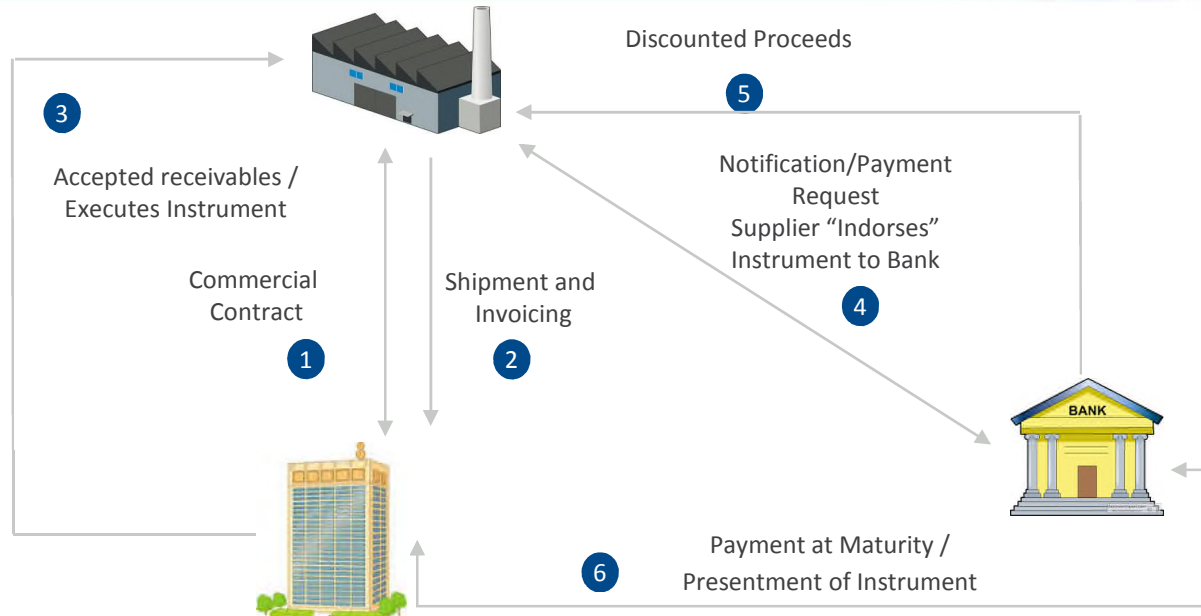 Discounted Proceeds
5
3
Accepted receivables /
Executes Instrument
Notification/Payment
Request
Supplier “Indorses”
Instrument to Bank
4
Commercial
Contract
1
Shipment and
Invoicing
2
BANK
6
Payment at Maturity /
Presentment of Instrument